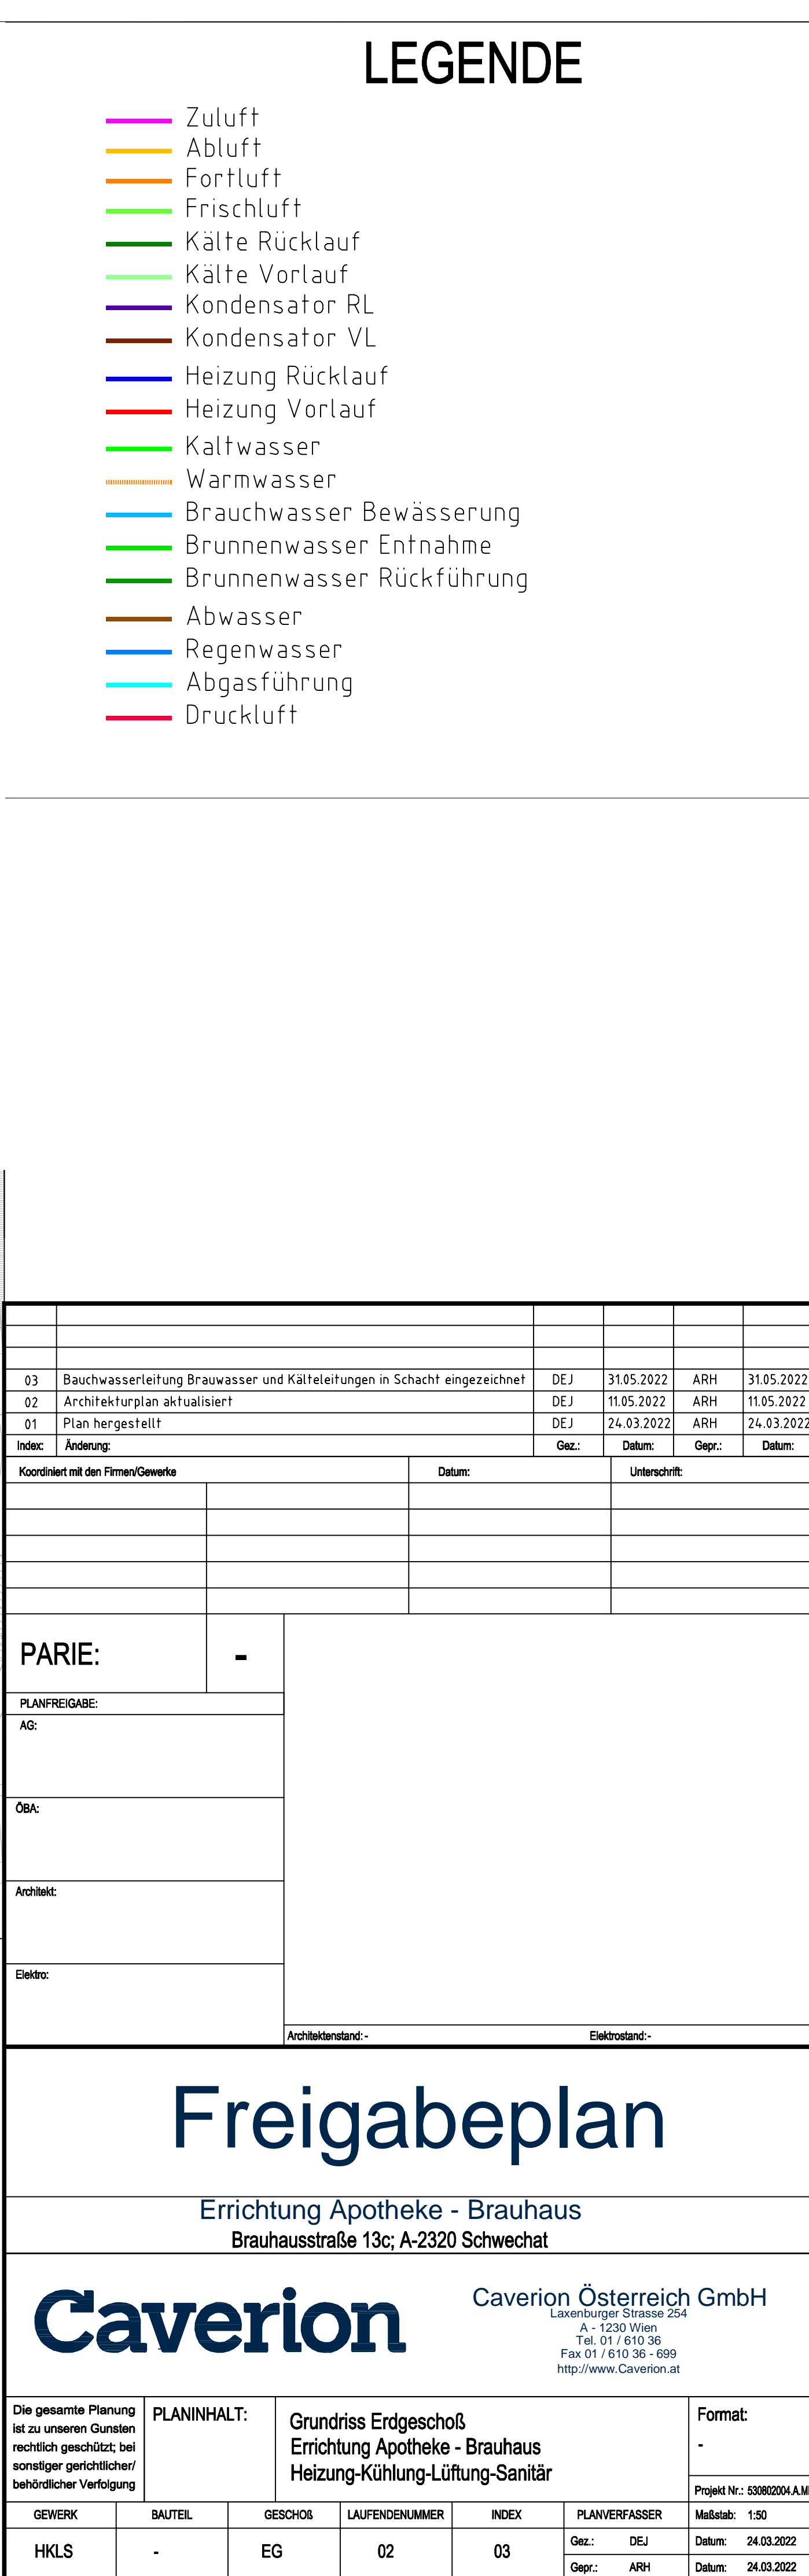 LEGENDE
Zuluft
Abluft
Fortluft
Frischluft
Kälte Rücklauf
Kälte Vorlauf
Kondensator RL
Kondensator VL
Heizung Rücklauf
Heizung Vorlauf
Kaltwasser
Warmwasser
Brauchwasser Bewässerung
Brunnenwasser Entnahme
Brunnenwasser Rückführung
Abwasser
Regenwasser
Abgasführung
Druckluft
03 Bauchwasserleitung Brauwasser und Kälteleitungen in Schacht eingezeichnet DEJ 31.05.2022 ARH 31.05.2022
02 Architekturplan aktualisiert DEJ 11.05.2022 ARH 11.05.2022
01 Plan hergestellt DEJ 24.03.2022 ARH 24.03.2022
Index: Änderung: Gez.: Datum: Gepr.: Datum:
Koordiniert mit den Firmen/Gewerke Datum: Unterschrift:
PARIE: -
PLANFREIGABE:
AG:
ÖBA:
Architekt:
Elektro:
Architektenstand: - Elektrostand: -
Freigabeplan
Errichtung Apotheke - Brauhaus
Brauhausstraße 13c; A-2320 Schwechat
Caverion
Caverion Österreich GmbH
Laxenburger Strasse 254
A - 1230 Wien
Tel. 01 / 610 36
Fax 01 / 610 36 - 699
http://www.Caverion.at
Die gesamte Planung
ist zu unseren Gunsten
rechtlich geschützt; bei
sonstiger gerichtlicher/
behördlicher Verfolgung
PLANINHALT:
Grundriss Erdgeschoß
Errichtung Apotheke - Brauhaus
Heizung-Kühlung-Lüftung-Sanitär
Format:
-
Projekt Nr.: 530802004.A.M
GEWERK BAUTEIL GESCHOß LAUFENDENUMMER INDEX PLANVERFASSER Maßstab: 1:50
HKLS - EG 02 03
Gez.: DEJ Datum: 24.03.2022
Gepr.: ARH Datum: 24.03.2022